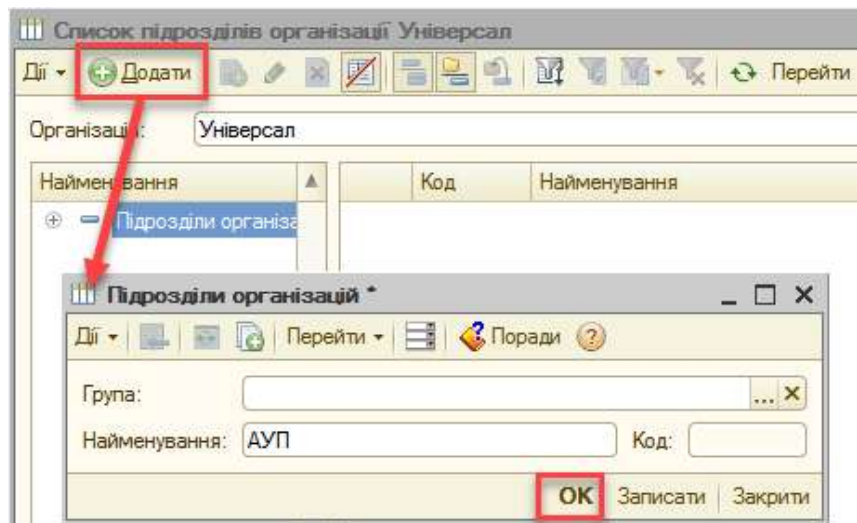 Список підрозділів організації Універсал
Дії Додати Перейти
Організація: Універсал
Найменування Код Найменування
Підрозділи організа
Підрозділи організацій *
Дії Перейти Поради
Група: ...
Найменування: АУП Код:
OK Записати Закрити